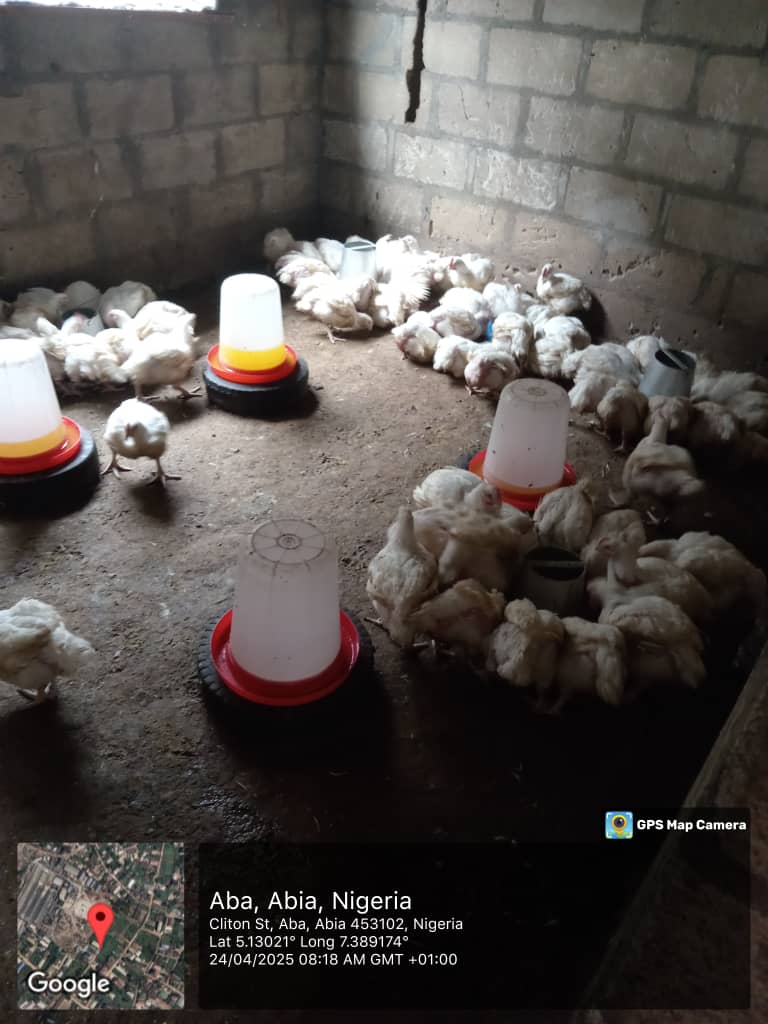 GPS Map Camera
Aba, Abia, Nigeria
Cliton St, Aba, Abia 453102, Nigeria
Lat 5.13021° Long 7.389174°
24/04/2025 08:18 AM GMT +01:00
Google